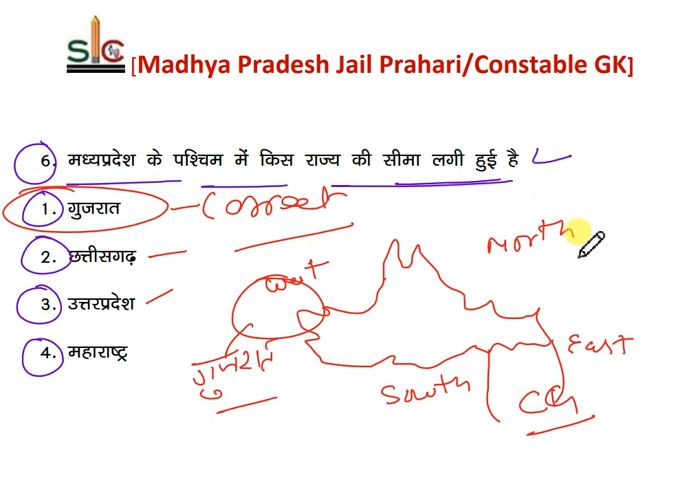 SIC
[Madhya Pradesh Jail Prahari/Constable GK]
6. मध्यप्रदेश के पश्चिम में किस राज्य की सीमा लगी हुई है
1. गुजरात
Correct
2. छत्तीसगढ़
North
West
3. उत्तरप्रदेश
4. महाराष्ट्र
East
गुजरात
South
CG